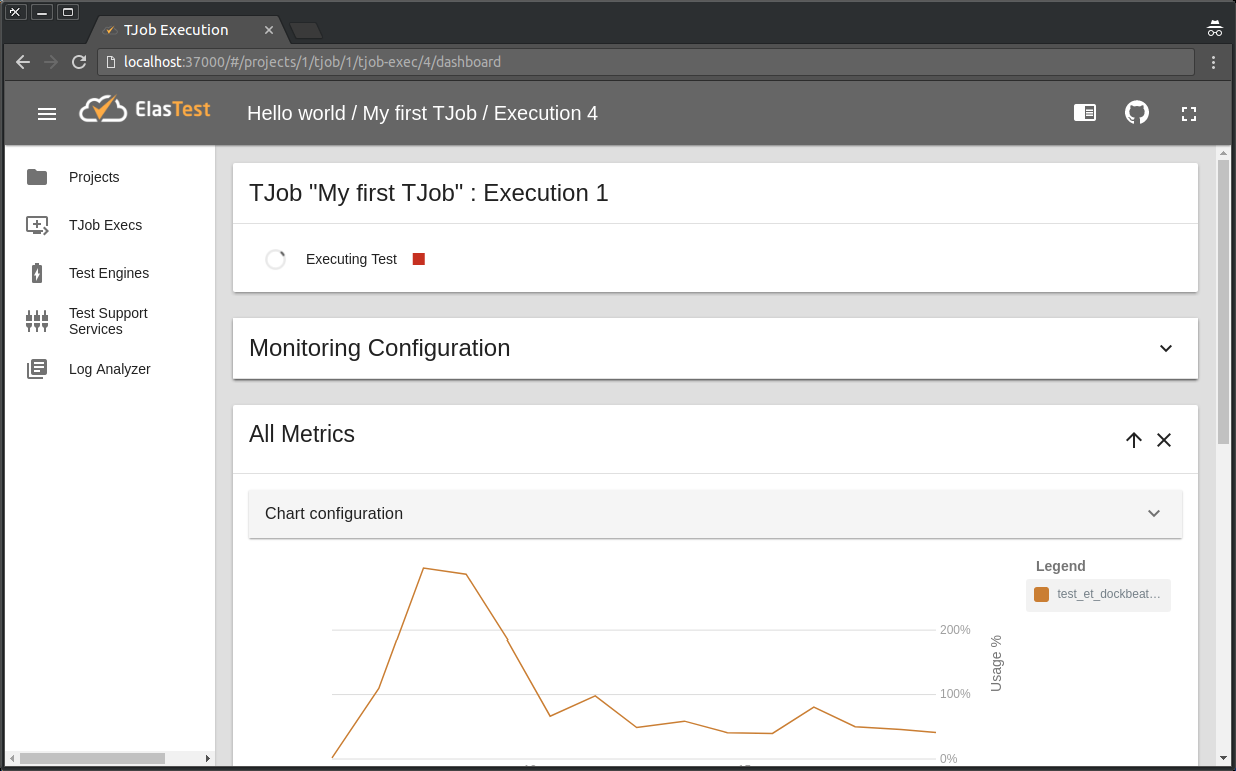 TJob Execution
localhost:37000/#/projects/1/tjob/1/tjob-exec/4/dashboard
ElasTest
Hello world / My first TJob / Execution 4
Projects
TJob Execs
Test Engines
Test Support
Services
Log Analyzer
TJob "My first TJob" : Execution 1
Executing Test
Monitoring Configuration
All Metrics
Chart configuration
Legend
test_et_dockbeat…
200%
100%
0%
Usage %